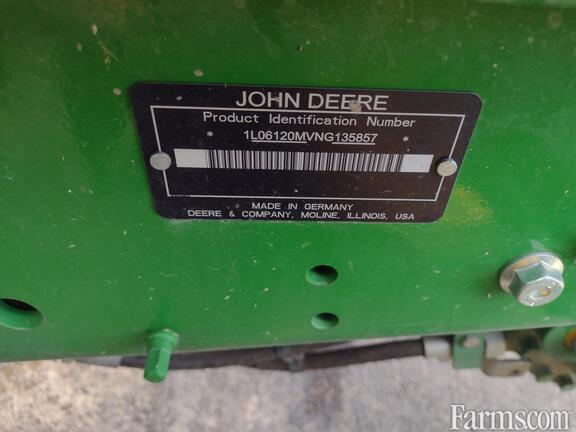 JOHN DEERE
Product Identification Number
* 1L06120MVNG135857 *
MADE IN GERMANY
DEERE & COMPANY, MOLINE, ILLINOIS, USA
Farms.com